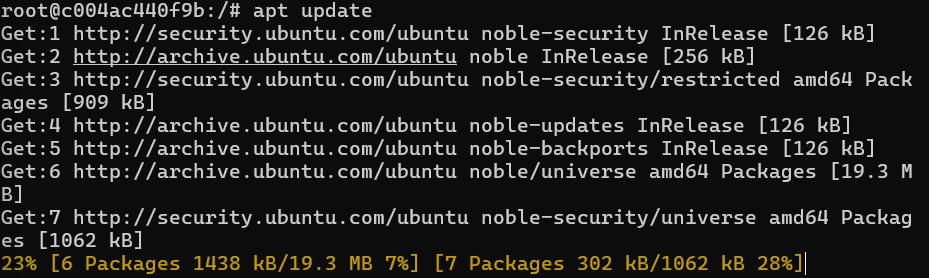 root@c004ac440f9b:/# apt update
Get:1 http://security.ubuntu.com/ubuntu noble-security InRelease [126 kB]
Get:2 http://archive.ubuntu.com/ubuntu noble InRelease [256 kB]
Get:3 http://security.ubuntu.com/ubuntu noble-security/restricted amd64 Pack
ages [909 kB]
Get:4 http://archive.ubuntu.com/ubuntu noble-updates InRelease [126 kB]
Get:5 http://archive.ubuntu.com/ubuntu noble-backports InRelease [126 kB]
Get:6 http://archive.ubuntu.com/ubuntu noble/universe amd64 Packages [19.3 M
B]
Get:7 http://security.ubuntu.com/ubuntu noble-security/universe amd64 Packag
es [1062 kB]
23% [6 Packages 1438 kB/19.3 MB 7%] [7 Packages 302 kB/1062 kB 28%]